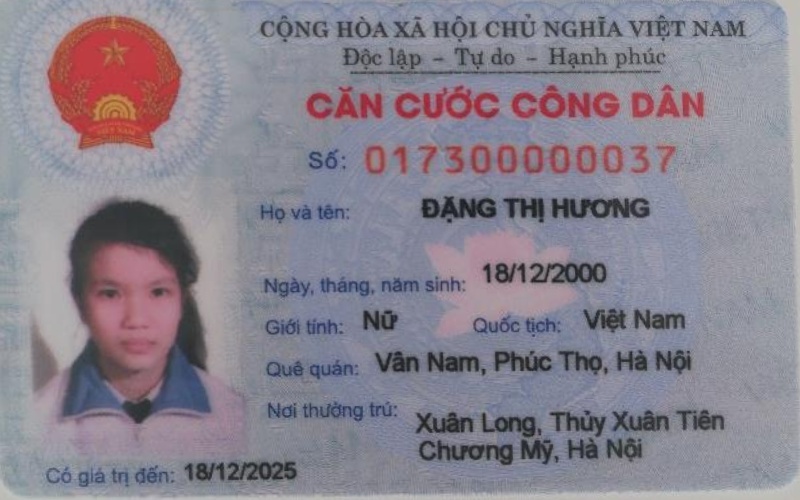 CỘNG HÒA XÃ HỘI CHỦ NGHĨA VIỆT NAM
Độc lập – Tự do – Hạnh phúc
CĂN CƯỚC CÔNG DÂN
Số: 017300000037
Họ và tên: ĐẶNG THỊ HƯƠNG
Ngày, tháng, năm sinh: 18/12/2000
Giới tính: Nữ Quốc tịch: Việt Nam
Quê quán: Vân Nam, Phúc Thọ, Hà Nội
Nơi thường trú: Xuân Long, Thủy Xuân Tiên
Chương Mỹ, Hà Nội
Có giá trị đến: 18/12/2025
VIỆT NAM